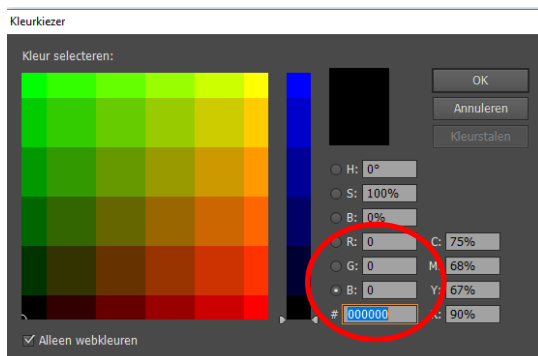 Kleurkiezer
Kleur selecteren:
OK
Annuleren
Kleurstalen
H: 0°
S: 100%
B: 0%
R: 0 C: 75%
G: 0 M: 68%
B: 0 Y: 67%
# 000000 K: 90%
Alleen webkleuren